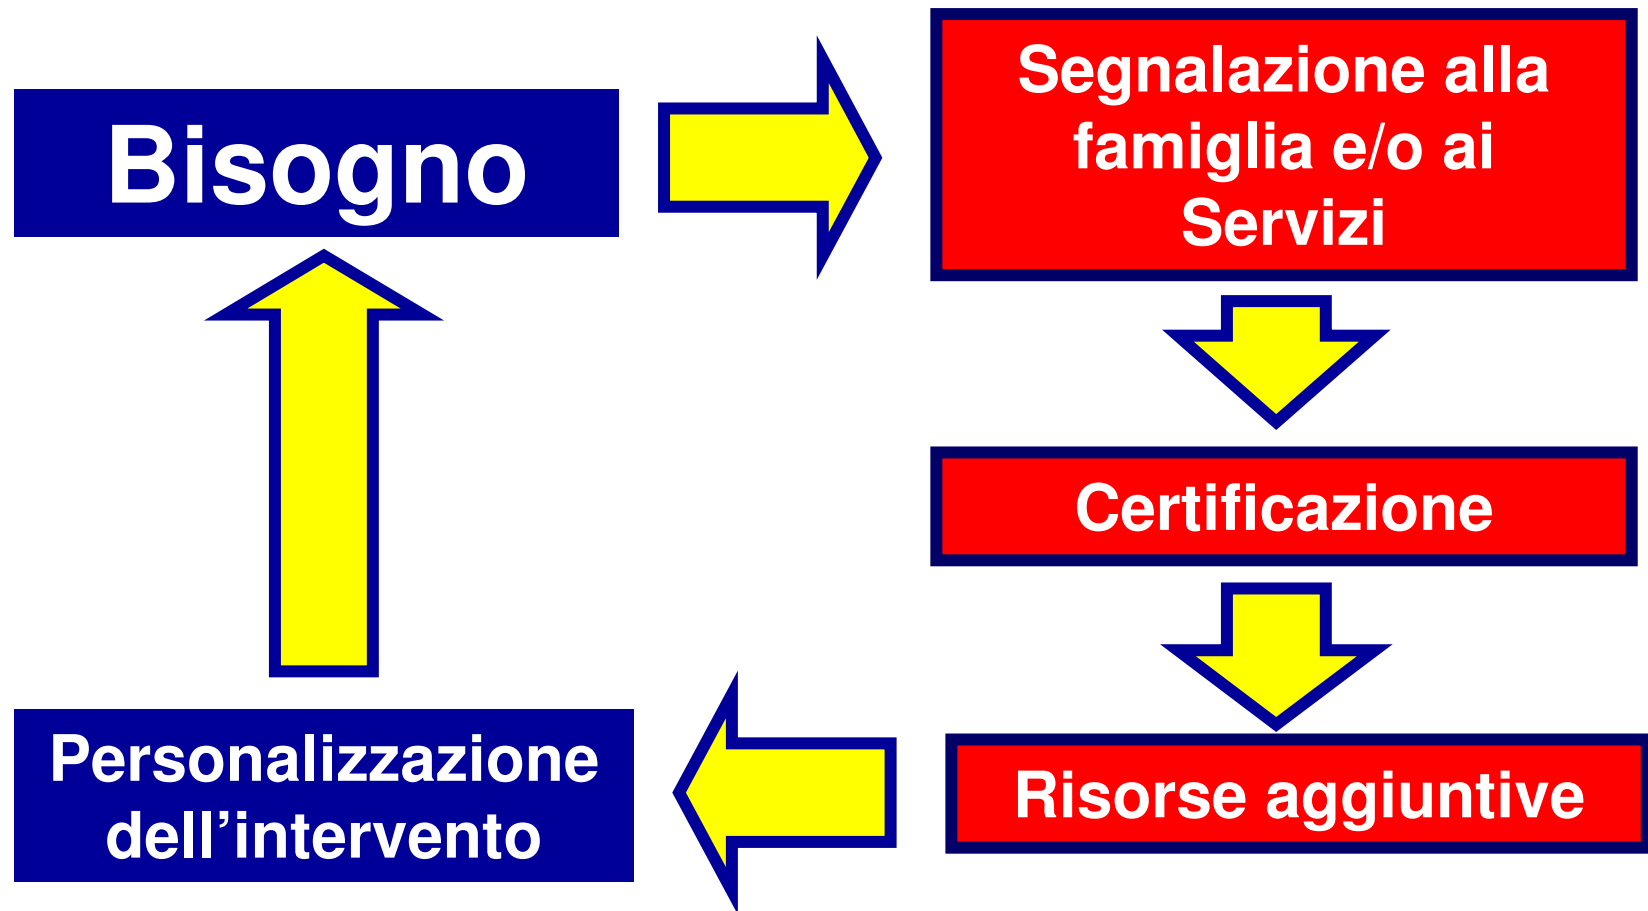 Bisogno
Segnalazione alla
famiglia e/o ai
Servizi
Certificazione
Risorse aggiuntive
Personalizzazione
dell’intervento